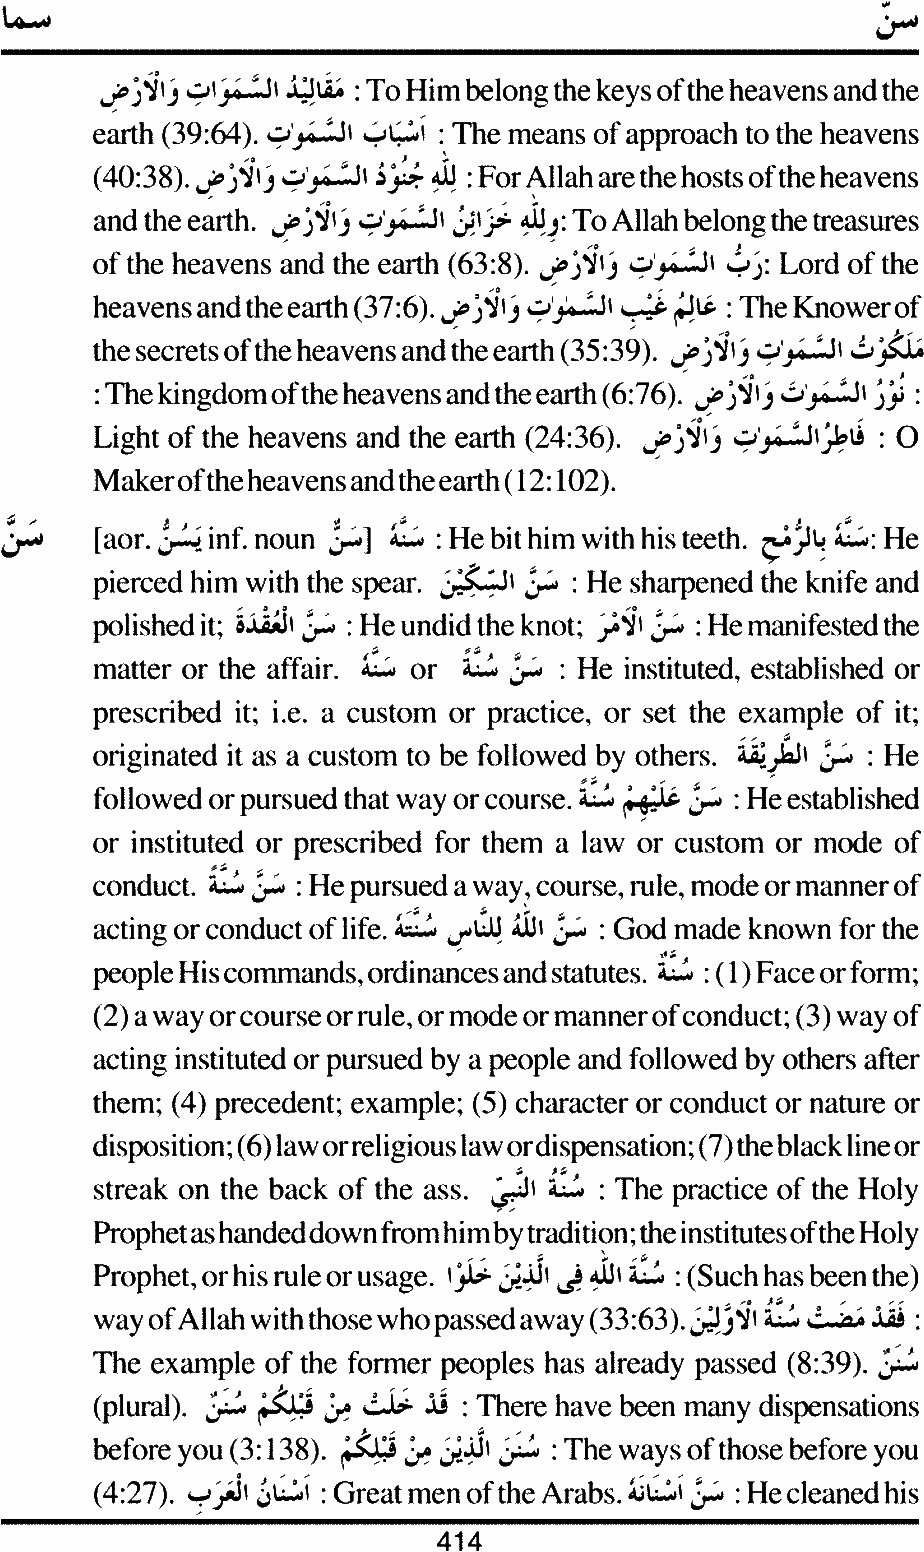 سما سنّ
مَقَالِيْدُ السَّمَوَاتِ وَالْاَرْضِ : To Him belong the keys of the heavens and the
earth (39:64). اَسْبَابَ السَّمٰوٰتِ : The means of approach to the heavens
(40:38). لِلّٰهِ جُنُوْدُ السَّمٰوٰتِ وَالْاَرْضِ : For Allah are the hosts of the heavens
and the earth. وِللّٰهِ خَزَائِنُ السَّمٰوٰتِ وَالْاَرْضِ: To Allah belong the treasures
of the heavens and the earth (63:8). رَبُّ السَّمٰوٰتِ وَالْاَرْضِ: Lord of the
heavens and the earth (37:6). عَالِمُ غَيْبِ السَّمٰوٰتِ وَالْاَرْضِ : The Knower of
the secrets of the heavens and the earth (35:39). مَلَكُوْتُ السَّمٰوٰتِ وَالْاَرْضِ
: The kingdom of the heavens and the earth (6:76). نُوْرُ السَّمٰوٰتِ وَالْاَرْضِ :
Light of the heavens and the earth (24:36). فَاطِرُالسَّمٰوٰتِ وَالْاَرْضِ : O
Maker of the heavens and the earth (12:102).
سَنَّ [aor. يَسُنُّ inf. noun سَنٌّ] سَنَّهُ : He bit him with his teeth. سَنَّهُ بِالرُّمْحِ: He
pierced him with the spear. سَنَّ السِّكِّيْنَ : He sharpened the knife and
polished it; سَنَّ الْعُقْدَةَ : He undid the knot; سَنَّ الْاَمْرَ : He manifested the
matter or the affair. سَنَّهُ or سَنَّ سُنَّةً : He instituted, established or
prescribed it; i.e. a custom or practice, or set the example of it;
originated it as a custom to be followed by others. سَنَّ الطَّرِيْقَةَ : He
followed or pursued that way or course. سَنَّ عَلَيْهِمْ سُنَّةً : He established
or instituted or prescribed for them a law or custom or mode of
conduct. سَنَّ سُنَّةً : He pursued a way, course, rule, mode or manner of
acting or conduct of life. سَنَّ اللّٰهُ لِلنَّاسِ سُنَّتَهُ : God made known for the
people His commands, ordinances and statutes. سُنَّةٌ : (1) Face or form;
(2) a way or course or rule, or mode or manner of conduct; (3) way of
acting instituted or pursued by a people and followed by others after
them; (4) precedent; example; (5) character or conduct or nature or
disposition; (6) law or religious law or dispensation; (7) the black line or
streak on the back of the ass. سُنَّةُ النَّبِيِّ : The practice of the Holy
Prophet as handed down from him by tradition; the institutes of the Holy
Prophet, or his rule or usage. سُنَّةَ اللّٰهِ فِى الَّذِيْنَ خَلَوْا : (Such has been the)
way of Allah with those who passed away (33:63). فَقَدْ مَضَتْ سُنَّةُ الْاَوَّلِيْنَ :
The example of the former peoples has already passed (8:39). سُنَنٌ
(plural). قَدْ خَلَتْ مِنْ قَبْلِكُمْ سُنَنٌ : There have been many dispensations
before you (3:138). سُنَنَ الَّذِيْنَ مِنْ قَبْلِكُمْ : The ways of those before you
(4:27). اَسْنَانُ الْعَرَبِ : Great men of the Arabs. سَنَّ اَسْنَانَهُ : He cleaned his
414